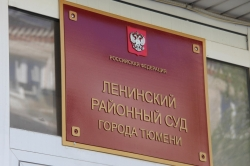 РОССИЙСКАЯ ФЕДЕРАЦИЯ
ЛЕНИНСКИЙ
РАЙОННЫЙ СУД
ГОРОДА ТЮМЕНИ